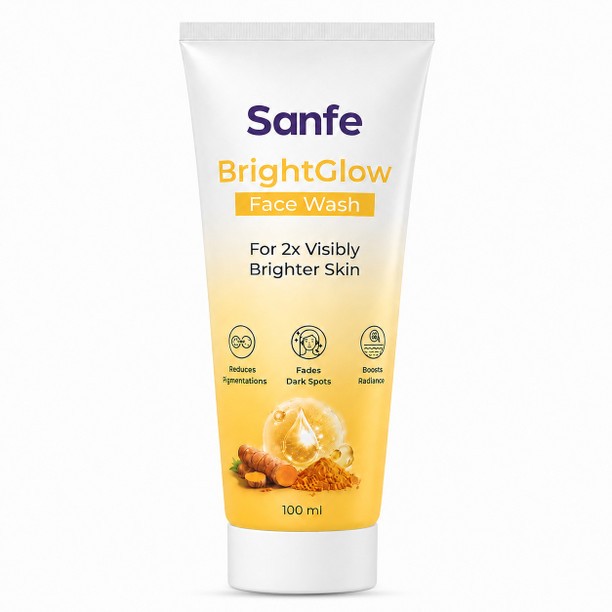 Sanfe
BrightGlow
Face Wash
For 2x Visibly
Brighter Skin
Reduces
Pigmentations
Fades
Dark Spots
Boosts
Radiance
100 ml